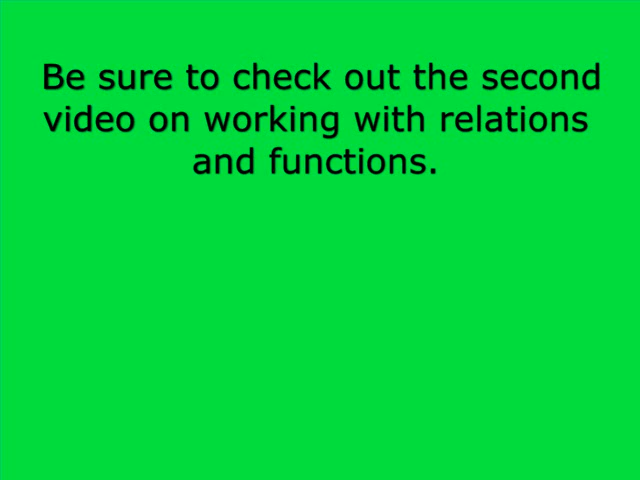 Be sure to check out the second
video on working with relations
and functions.